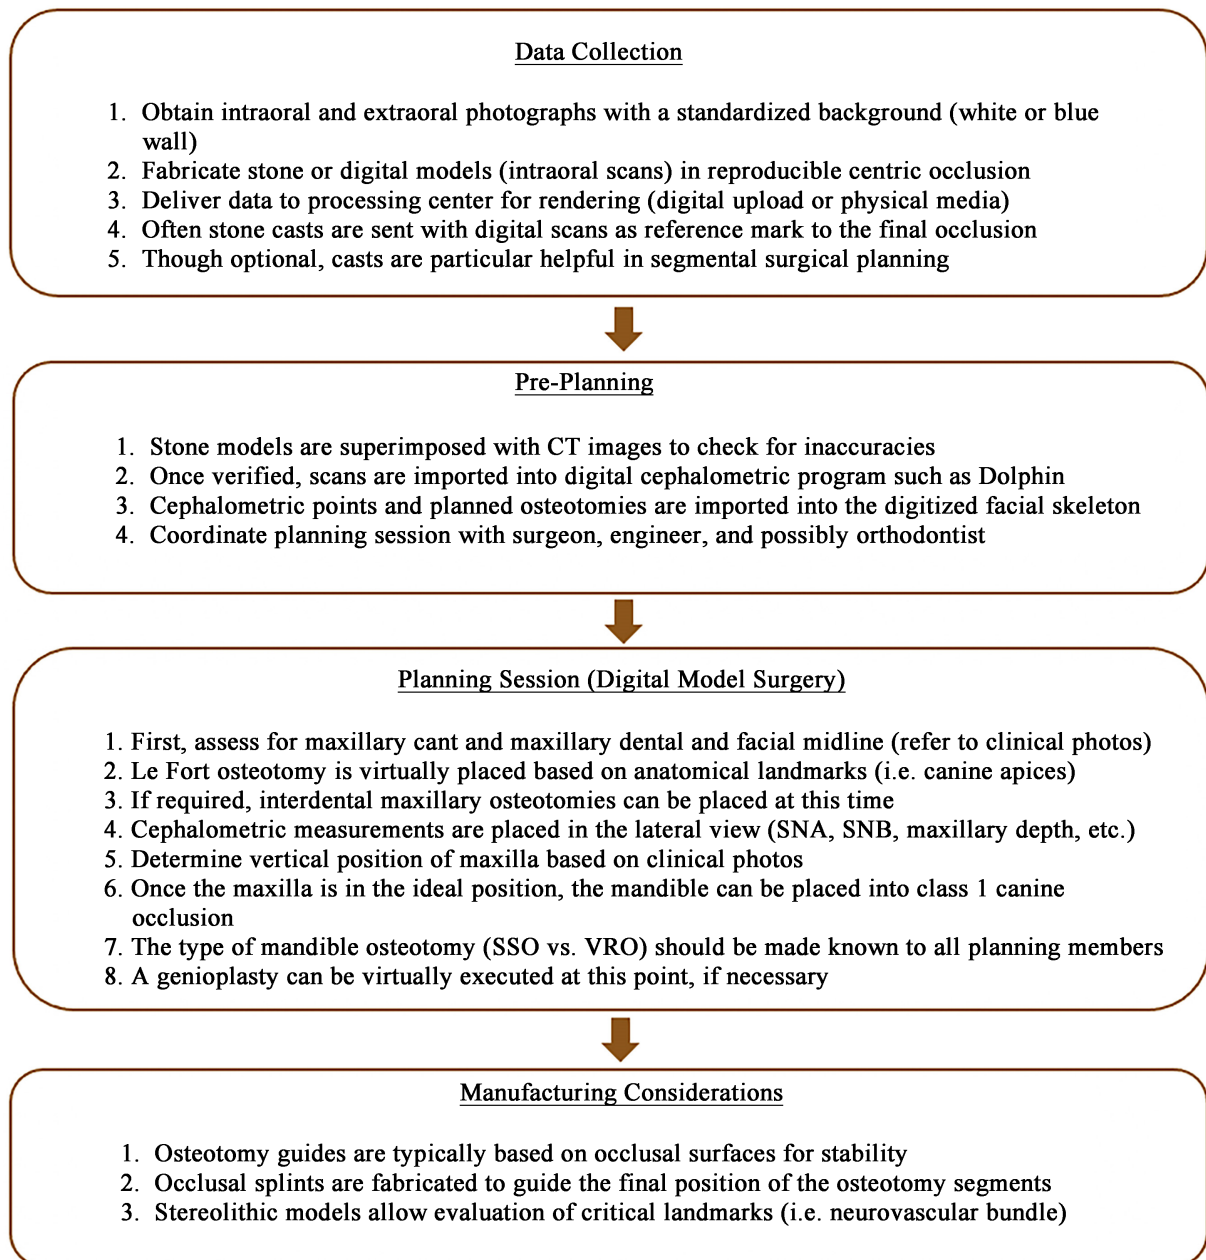 Data Collection
1. Obtain intraoral and extraoral photographs with a standardized background (white or blue
wall)
2. Fabricate stone or digital models (intraoral scans) in reproducible centric occlusion
3. Deliver data to processing center for rendering (digital upload or physical media)
4. Often stone casts are sent with digital scans as reference mark to the final occlusion
5. Though optional, casts are particular helpful in segmental surgical planning
Pre-Planning
1. Stone models are superimposed with CT images to check for inaccuracies
2. Once verified, scans are imported into digital cephalometric program such as Dolphin
3. Cephalometric points and planned osteotomies are imported into the digitized facial skeleton
4. Coordinate planning session with surgeon, engineer, and possibly orthodontist
Planning Session (Digital Model Surgery)
1. First, assess for maxillary cant and maxillary dental and facial midline (refer to clinical photos)
2. Le Fort osteotomy is virtually placed based on anatomical landmarks (i.e. canine apices)
3. If required, interdental maxillary osteotomies can be placed at this time
4. Cephalometric measurements are placed in the lateral view (SNA, SNB, maxillary depth, etc.)
5. Determine vertical position of maxilla based on clinical photos
6. Once the maxilla is in the ideal position, the mandible can be placed into class 1 canine
occlusion
7. The type of mandible osteotomy (SSO vs. VRO) should be made known to all planning members
8. A genioplasty can be virtually executed at this point, if necessary
Manufacturing Considerations
1. Osteotomy guides are typically based on occlusal surfaces for stability
2. Occlusal splints are fabricated to guide the final position of the osteotomy segments
3. Stereolithic models allow evaluation of critical landmarks (i.e. neurovascular bundle)